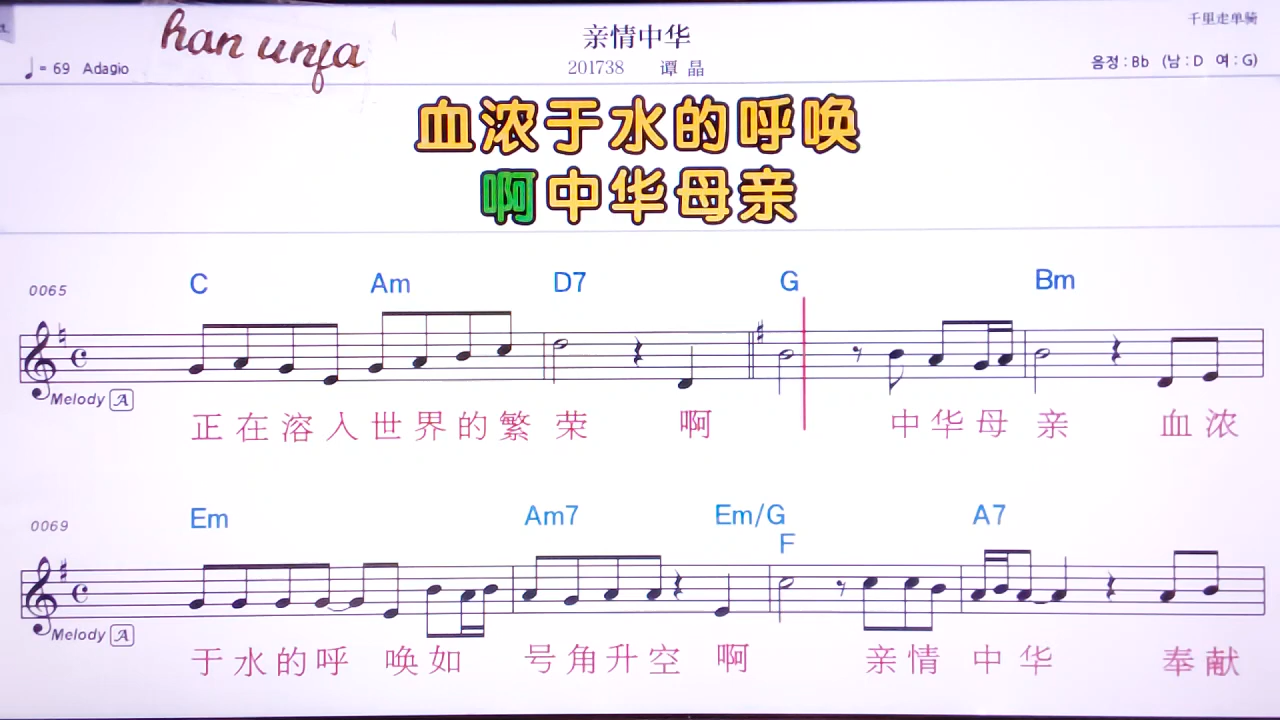 han unfa
亲情中华
千里走单骑
♩= 69 Adagio
201738 谭 晶
음정 : Bb (남 : D 여 : G)
血浓于水的呼唤
啊中华母亲
0065
C Am D7 G Bm
Melody A
正在溶入世界的繁荣 啊 中华母亲 血浓
0069
Em Am7 Em/G A7
F
Melody A
于水的呼 唤如 号角升空 啊 亲情中华 奉献